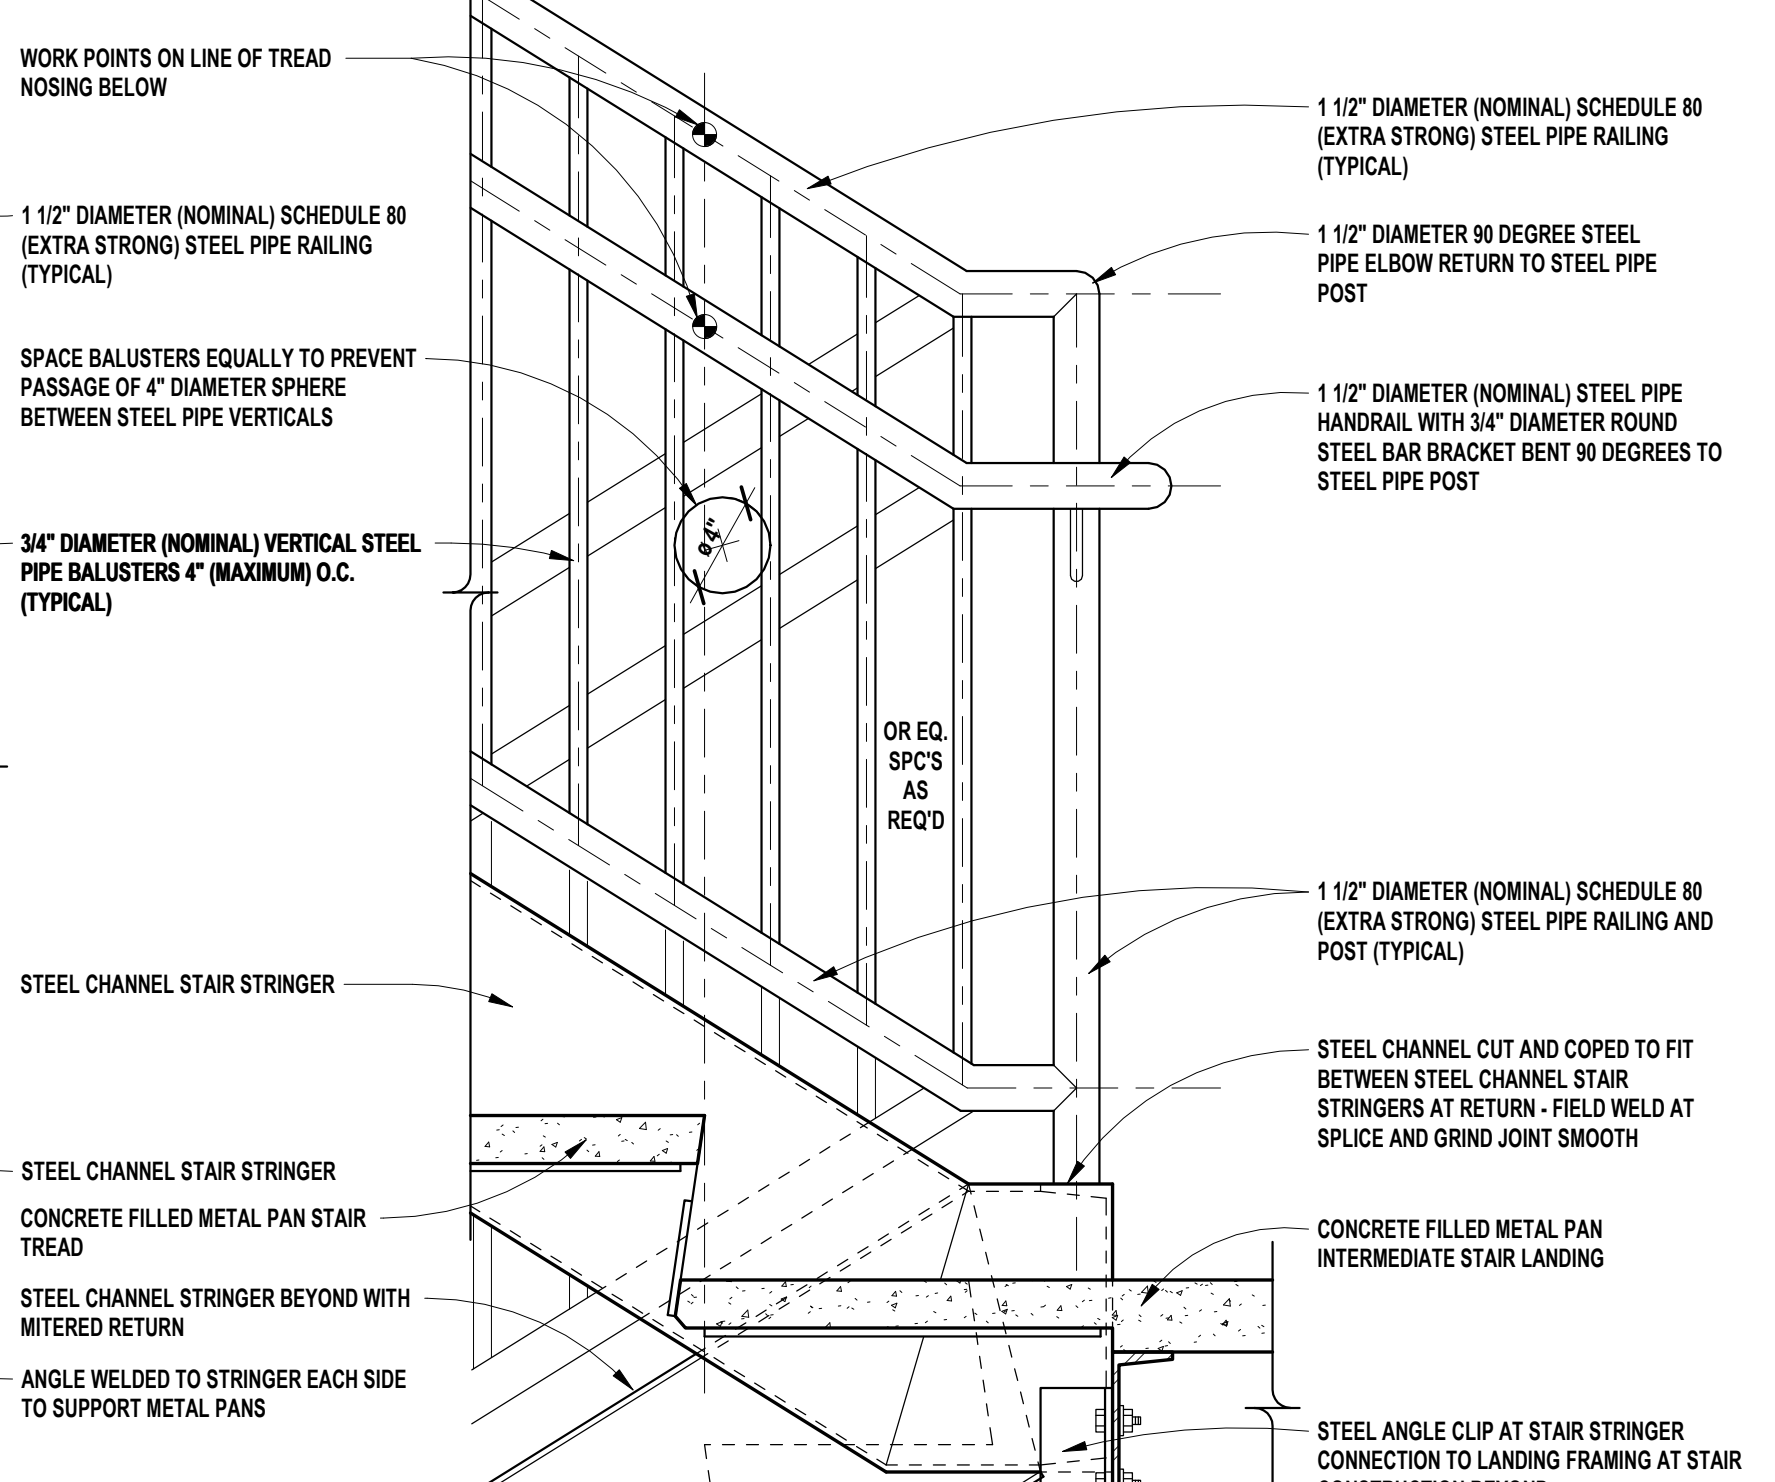 WORK POINTS ON LINE OF TREAD
NOSING BELOW
1 1/2" DIAMETER (NOMINAL) SCHEDULE 80
(EXTRA STRONG) STEEL PIPE RAILING
(TYPICAL)
SPACE BALUSTERS EQUALLY TO PREVENT
PASSAGE OF 4" DIAMETER SPHERE
BETWEEN STEEL PIPE VERTICALS
3/4" DIAMETER (NOMINAL) VERTICAL STEEL
PIPE BALUSTERS 4" (MAXIMUM) O.C.
(TYPICAL)
STEEL CHANNEL STAIR STRINGER
STEEL CHANNEL STAIR STRINGER
CONCRETE FILLED METAL PAN STAIR
TREAD
STEEL CHANNEL STRINGER BEYOND WITH
MITERED RETURN
ANGLE WELDED TO STRINGER EACH SIDE
TO SUPPORT METAL PANS
ø4"
OR EQ.
SPC'S
AS
REQ'D
1 1/2" DIAMETER (NOMINAL) SCHEDULE 80
(EXTRA STRONG) STEEL PIPE RAILING
(TYPICAL)
1 1/2" DIAMETER 90 DEGREE STEEL
PIPE ELBOW RETURN TO STEEL PIPE
POST
1 1/2" DIAMETER (NOMINAL) STEEL PIPE
HANDRAIL WITH 3/4" DIAMETER ROUND
STEEL BAR BRACKET BENT 90 DEGREES TO
STEEL PIPE POST
1 1/2" DIAMETER (NOMINAL) SCHEDULE 80
(EXTRA STRONG) STEEL PIPE RAILING AND
POST (TYPICAL)
STEEL CHANNEL CUT AND COPED TO FIT
BETWEEN STEEL CHANNEL STAIR
STRINGERS AT RETURN - FIELD WELD AT
SPLICE AND GRIND JOINT SMOOTH
CONCRETE FILLED METAL PAN
INTERMEDIATE STAIR LANDING
STEEL ANGLE CLIP AT STAIR STRINGER
CONNECTION TO LANDING FRAMING AT STAIR